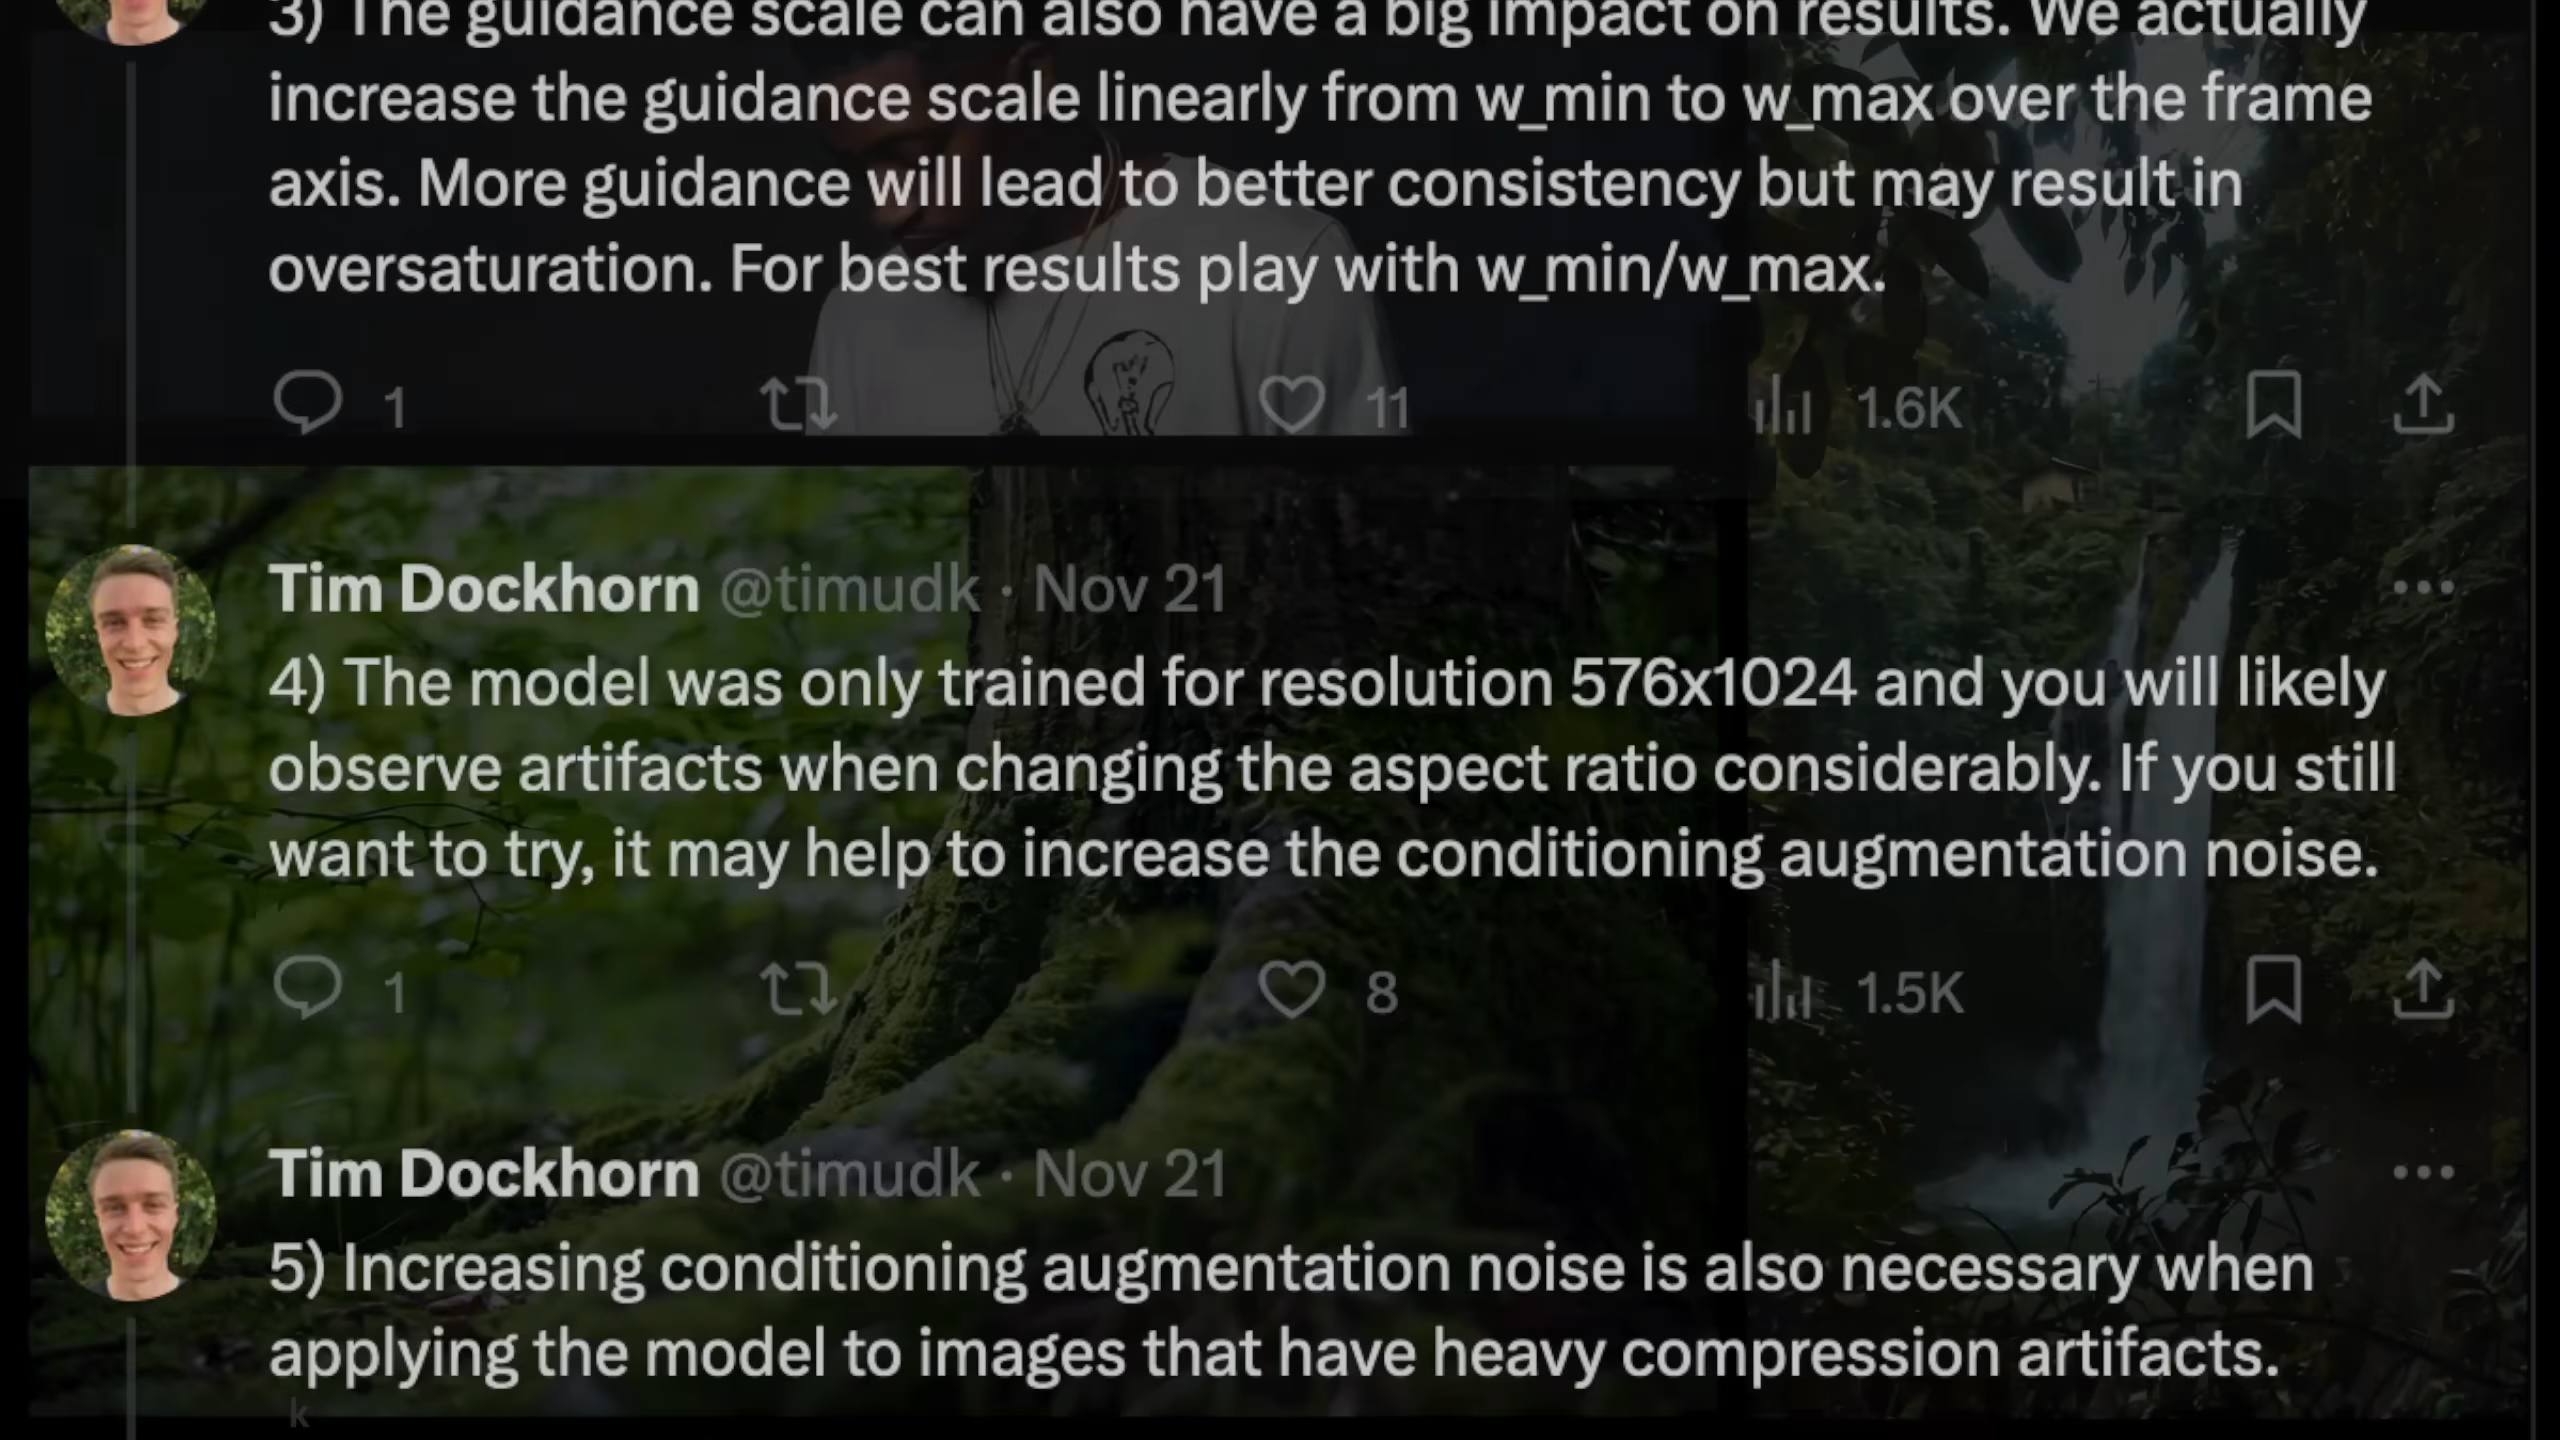 3) The guidance scale can also have a big impact on results. We actually
increase the guidance scale linearly from w_min to w_max over the frame
axis. More guidance will lead to better consistency but may result in
oversaturation. For best results play with w_min/w_max.
1 11 1.6K
Tim Dockhorn @timudk · Nov 21
4) The model was only trained for resolution 576x1024 and you will likely
observe artifacts when changing the aspect ratio considerably. If you still
want to try, it may help to increase the conditioning augmentation noise.
1 8 1.5K
Tim Dockhorn @timudk · Nov 21
5) Increasing conditioning augmentation noise is also necessary when
applying the model to images that have heavy compression artifacts.
k